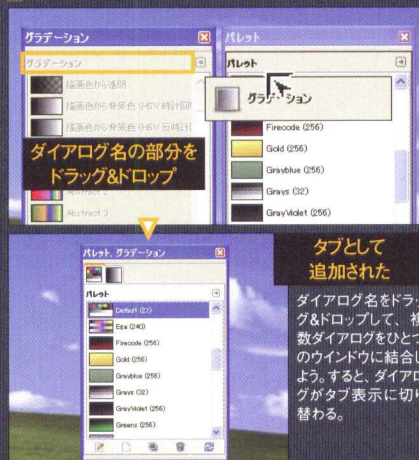 グラデーション
グラデーション
描画色から透明
描画色から背景色 (HSV 時計回
描画色から背景色 (HSV 反時計
ダイアログ名の部分を
ドラッグ&ドロップ
Abstract 2
Abstract 3
パレット
パレット
グラデーション
Firecode (256)
Gold (256)
Grayblue (256)
Grays (32)
GrayViolet (256)
パレット, グラデーション
パレット
Default (23)
Ega (240)
Firecode (256)
Gold (256)
Grayblue (256)
Grays (32)
GrayViolet (256)
Greens (256)
タブとして
追加された
ダイアログ名をドラッ
グ&ドロップして、複
数ダイアログをひとつ
のウインドウに結合し
よう。すると、ダイアロ
グがタブ表示に切り
替わる。